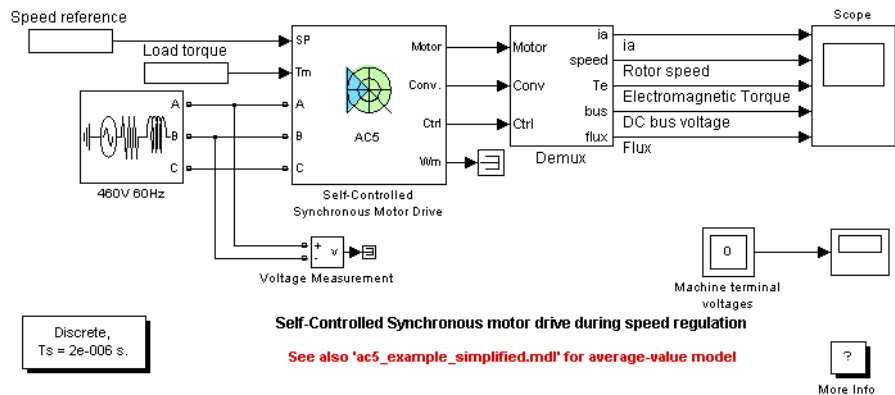 Speed reference
Load torque
SP
Tm
A
B
C
A
B
C
460V 60Hz
AC5
Motor
Conv.
Ctrl
Wm
Self-Controlled
Synchronous Motor Drive
Motor
Conv
Ctrl
ia
speed
Te
bus
flux
Demux
ia
Rotor speed
Electromagnetic Torque
DC bus voltage
Flux
Scope
+
-
v
Voltage Measurement
0
Machine terminal
voltages
Discrete,
Ts = 2e-006 s.
Self-Controlled Synchronous motor drive during speed regulation
See also 'ac5_example_simplified.mdl' for average-value model
?
More Info